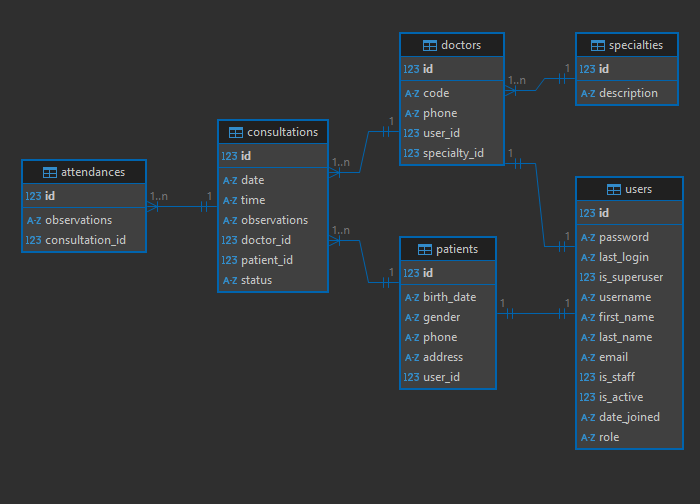 doctors
123 id
A-Z code
A-Z phone
123 user_id
123 specialty_id
specialties
123 id
A-Z description
consultations
123 id
A-Z date
A-Z time
A-Z observations
123 doctor_id
123 patient_id
A-Z status
attendances
123 id
A-Z observations
123 consultation_id
users
123 id
A-Z password
A-Z last_login
123 is_superuser
A-Z username
A-Z first_name
A-Z last_name
A-Z email
123 is_staff
123 is_active
A-Z date_joined
A-Z role
patients
123 id
A-Z birth_date
A-Z gender
A-Z phone
A-Z address
123 user_id
1..n
1
1..n
1
1..n
1
1..n
1
1
1
1
1